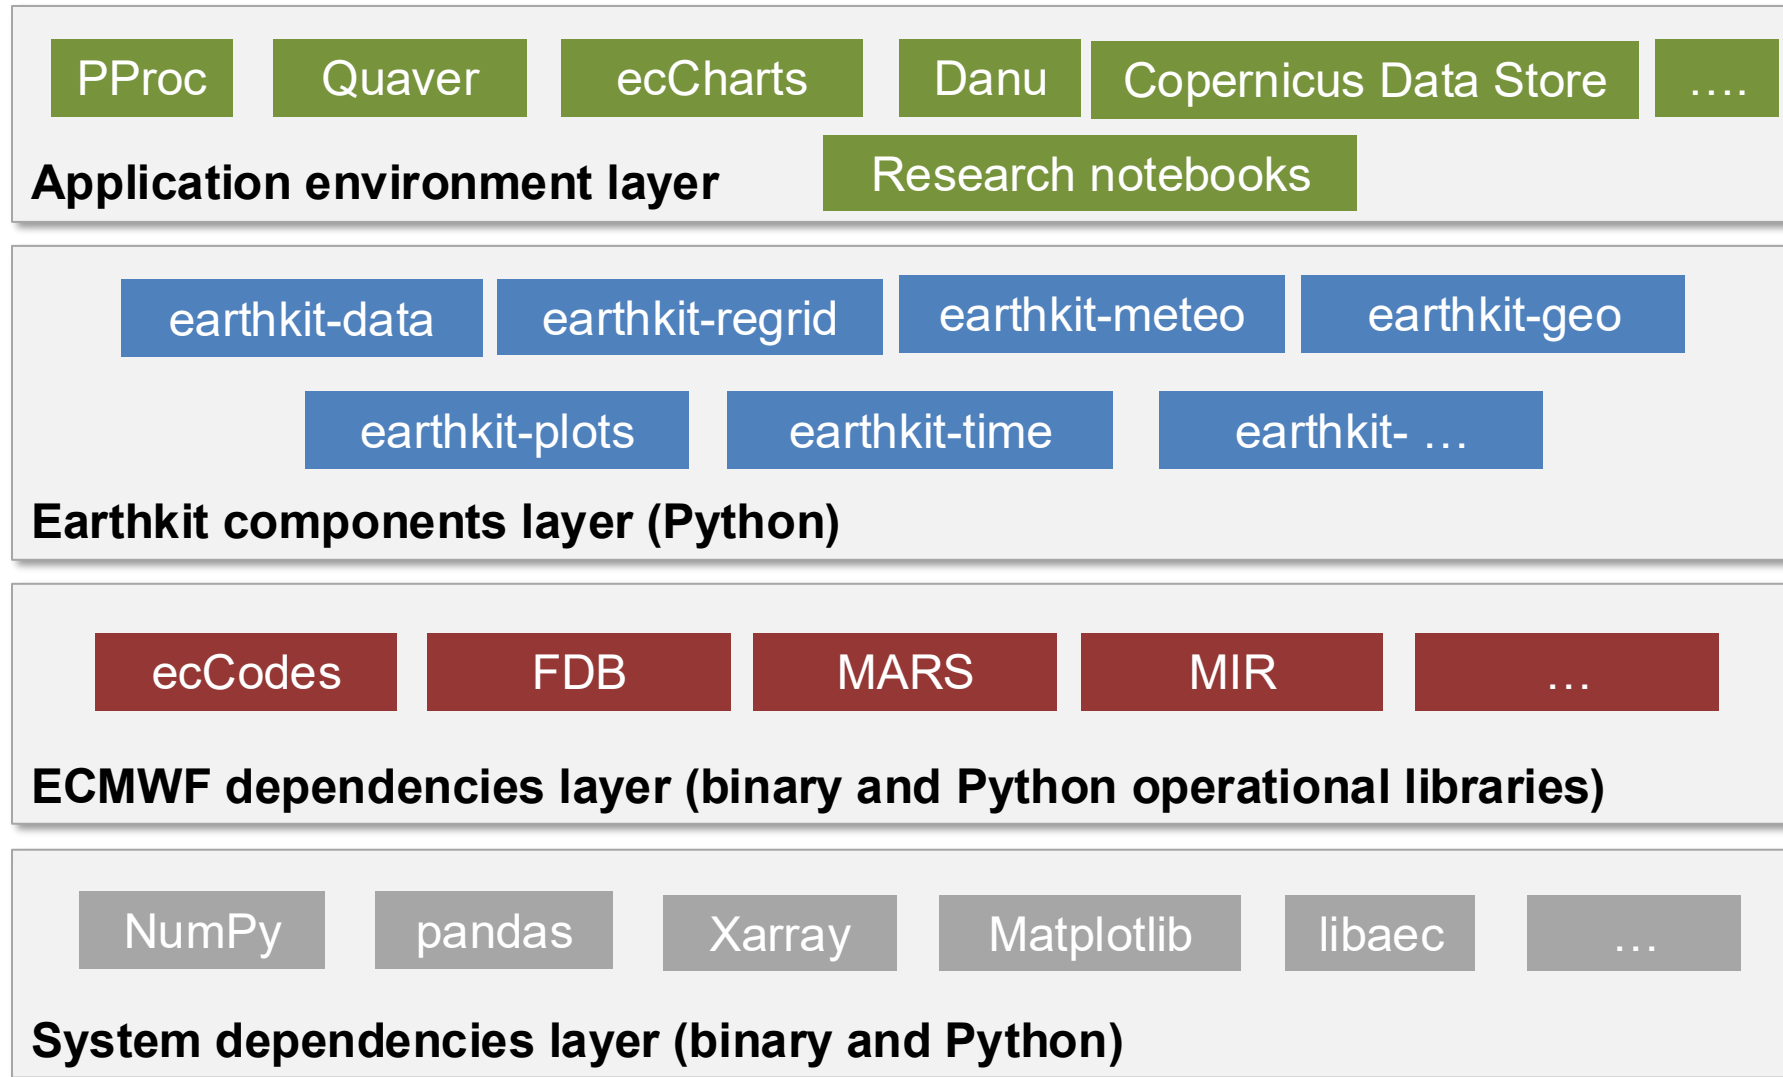 PProc
Quaver
ecCharts
Danu
Copernicus Data Store
....
Research notebooks
Application environment layer
earthkit-data
earthkit-regrid
earthkit-meteo
earthkit-geo
earthkit-plots
earthkit-time
earthkit- …
Earthkit components layer (Python)
ecCodes
FDB
MARS
MIR
…
ECMWF dependencies layer (binary and Python operational libraries)
NumPy
pandas
Xarray
Matplotlib
libaec
…
System dependencies layer (binary and Python)